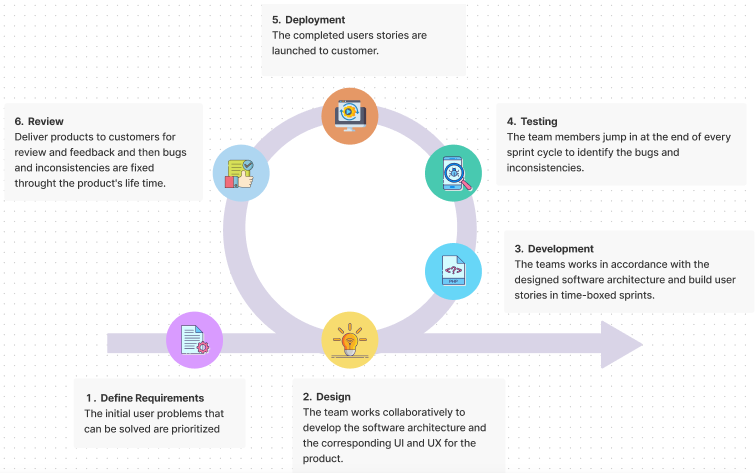 5. Deployment
The completed users stories are
launched to customer.
6. Review
Deliver products to customers for
review and feedback and then bugs
and inconsistencies are fixed
throught the product's life time.
4. Testing
The team members jump in at the end of every
sprint cycle to identify the bugs and
inconsistencies.
3. Development
The teams works in accordance with the
designed software architecture and build user
stories in time-boxed sprints.
<?>
PHP
1. Define Requirements
The initial user problems that
can be solved are prioritized
2. Design
The team works collaboratively to
develop the software architecture and
the corresponding UI and UX for the
product.